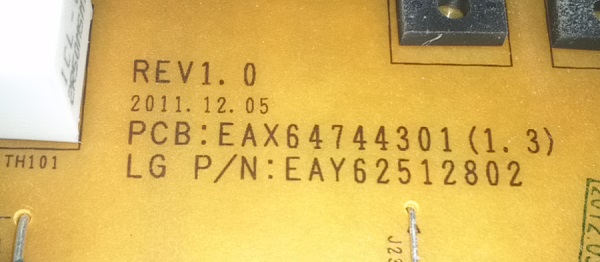 REV1.0
2011.12.05
PCB:EAX64744301(1.3)
LG P/N:EAY62512802
TH101